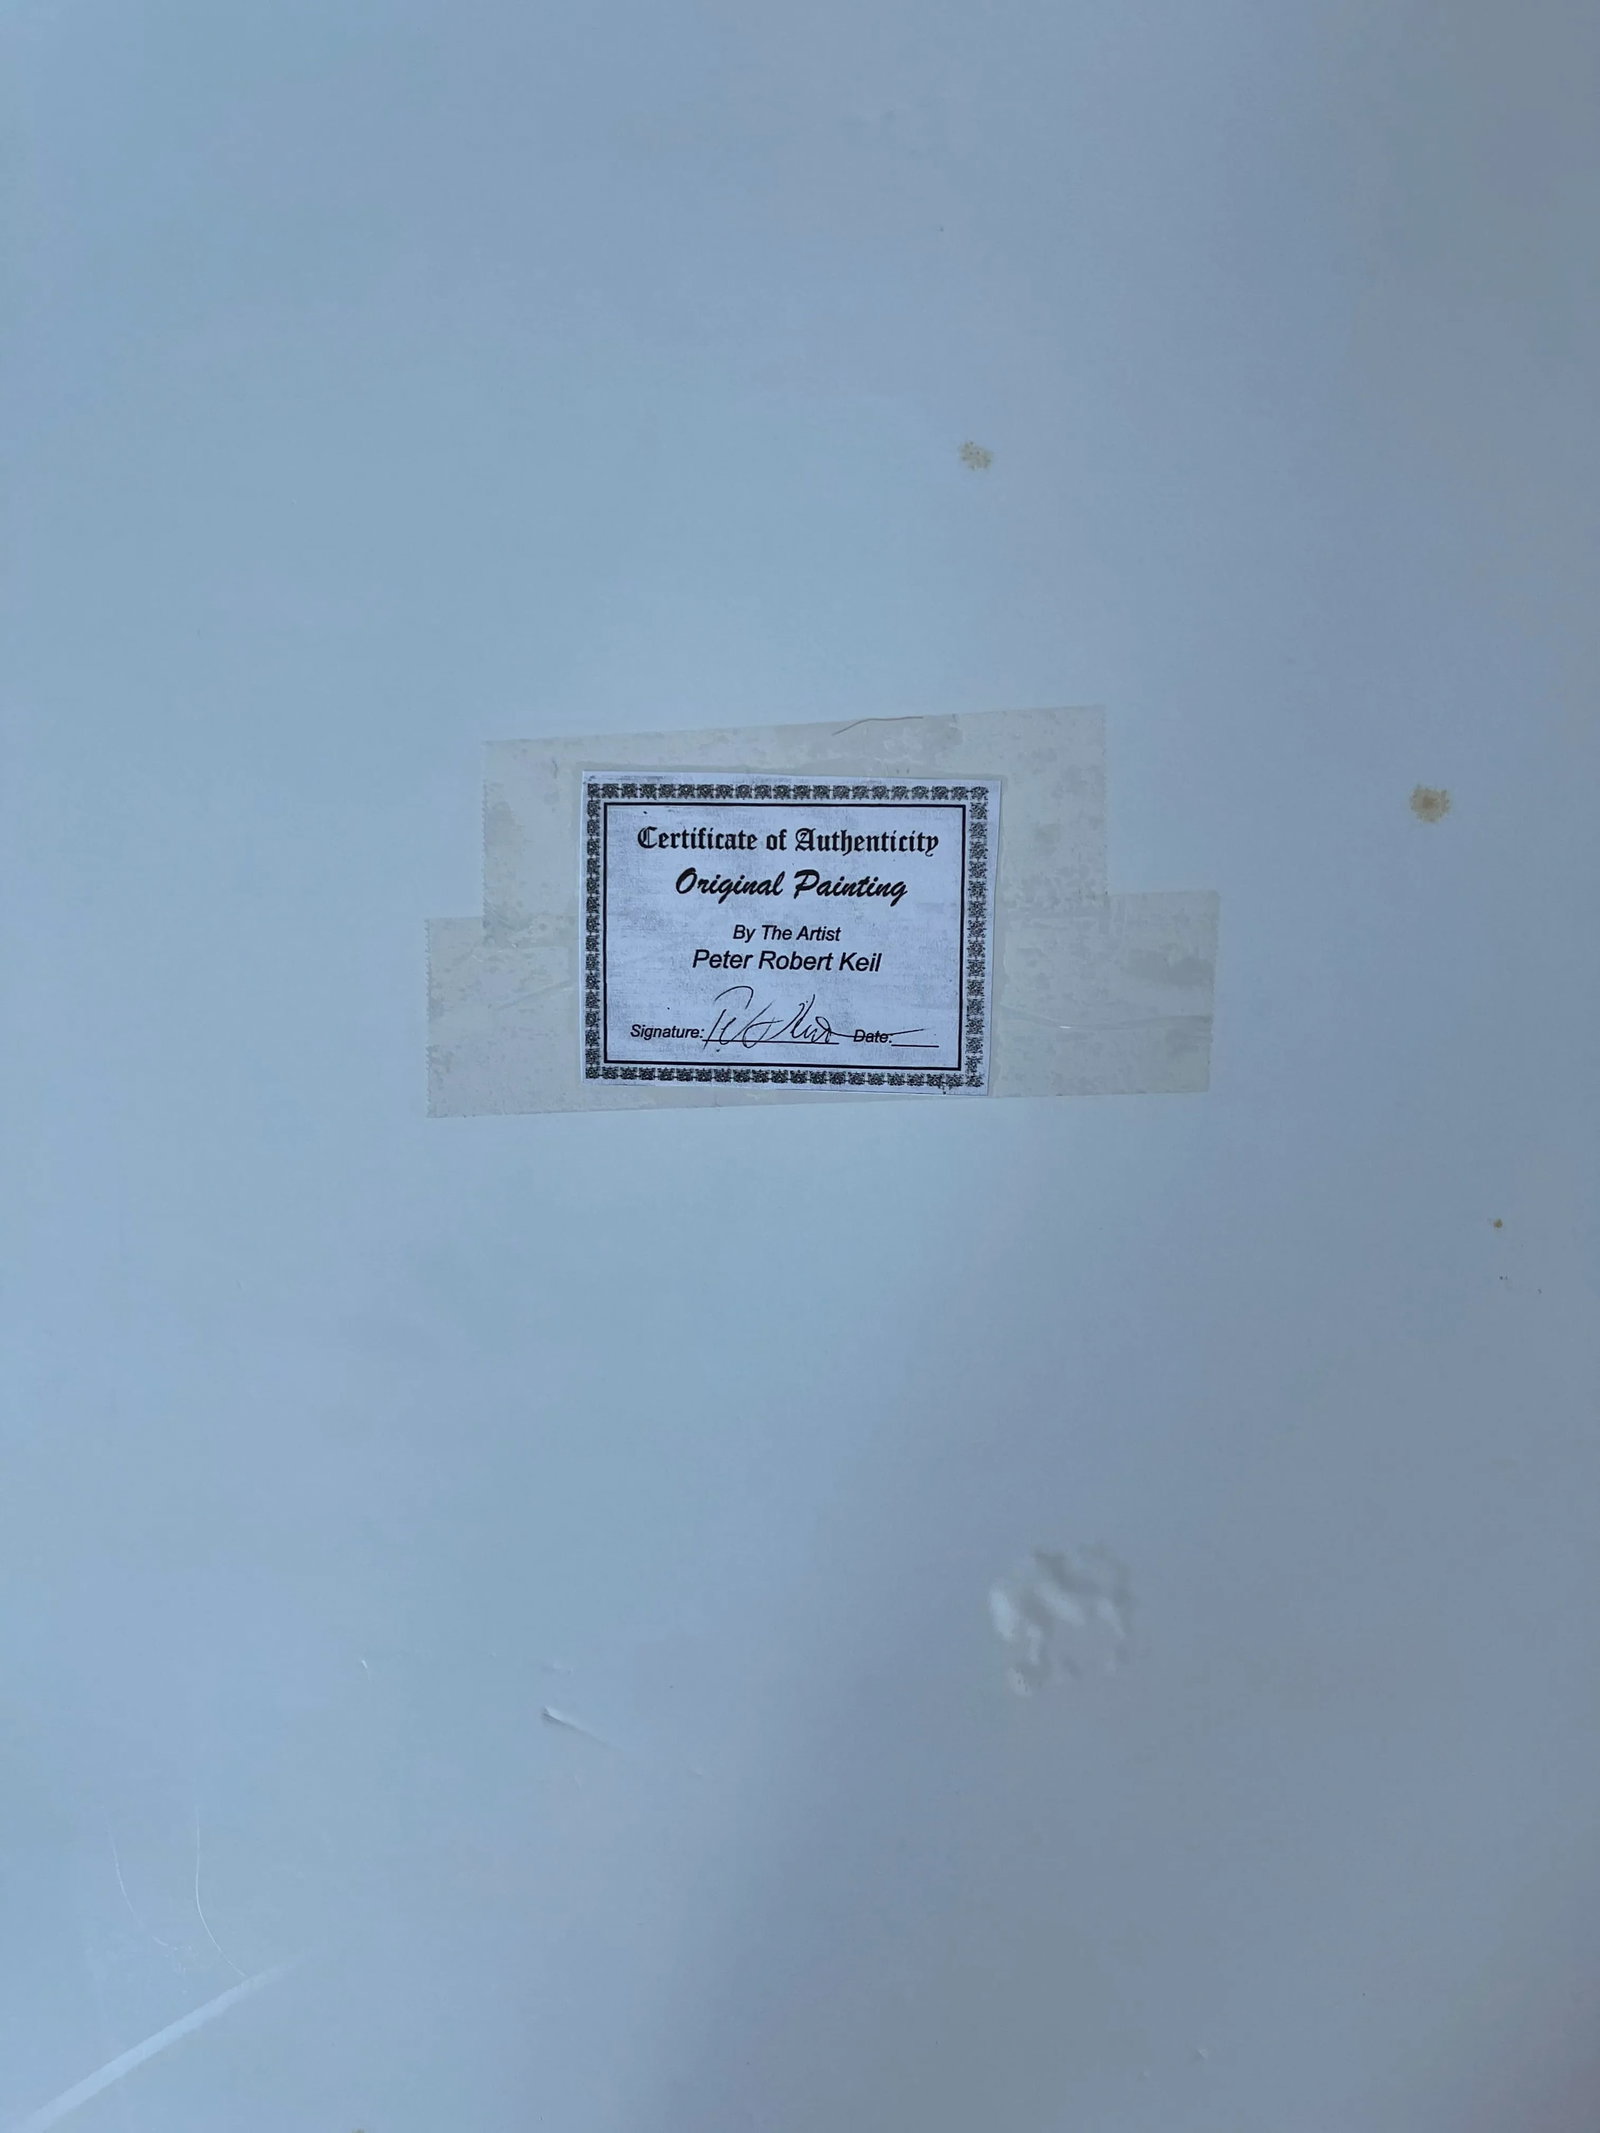 Certificate of Authenticity
Original Painting
By The Artist
Peter Robert Keil
Signature: Date: